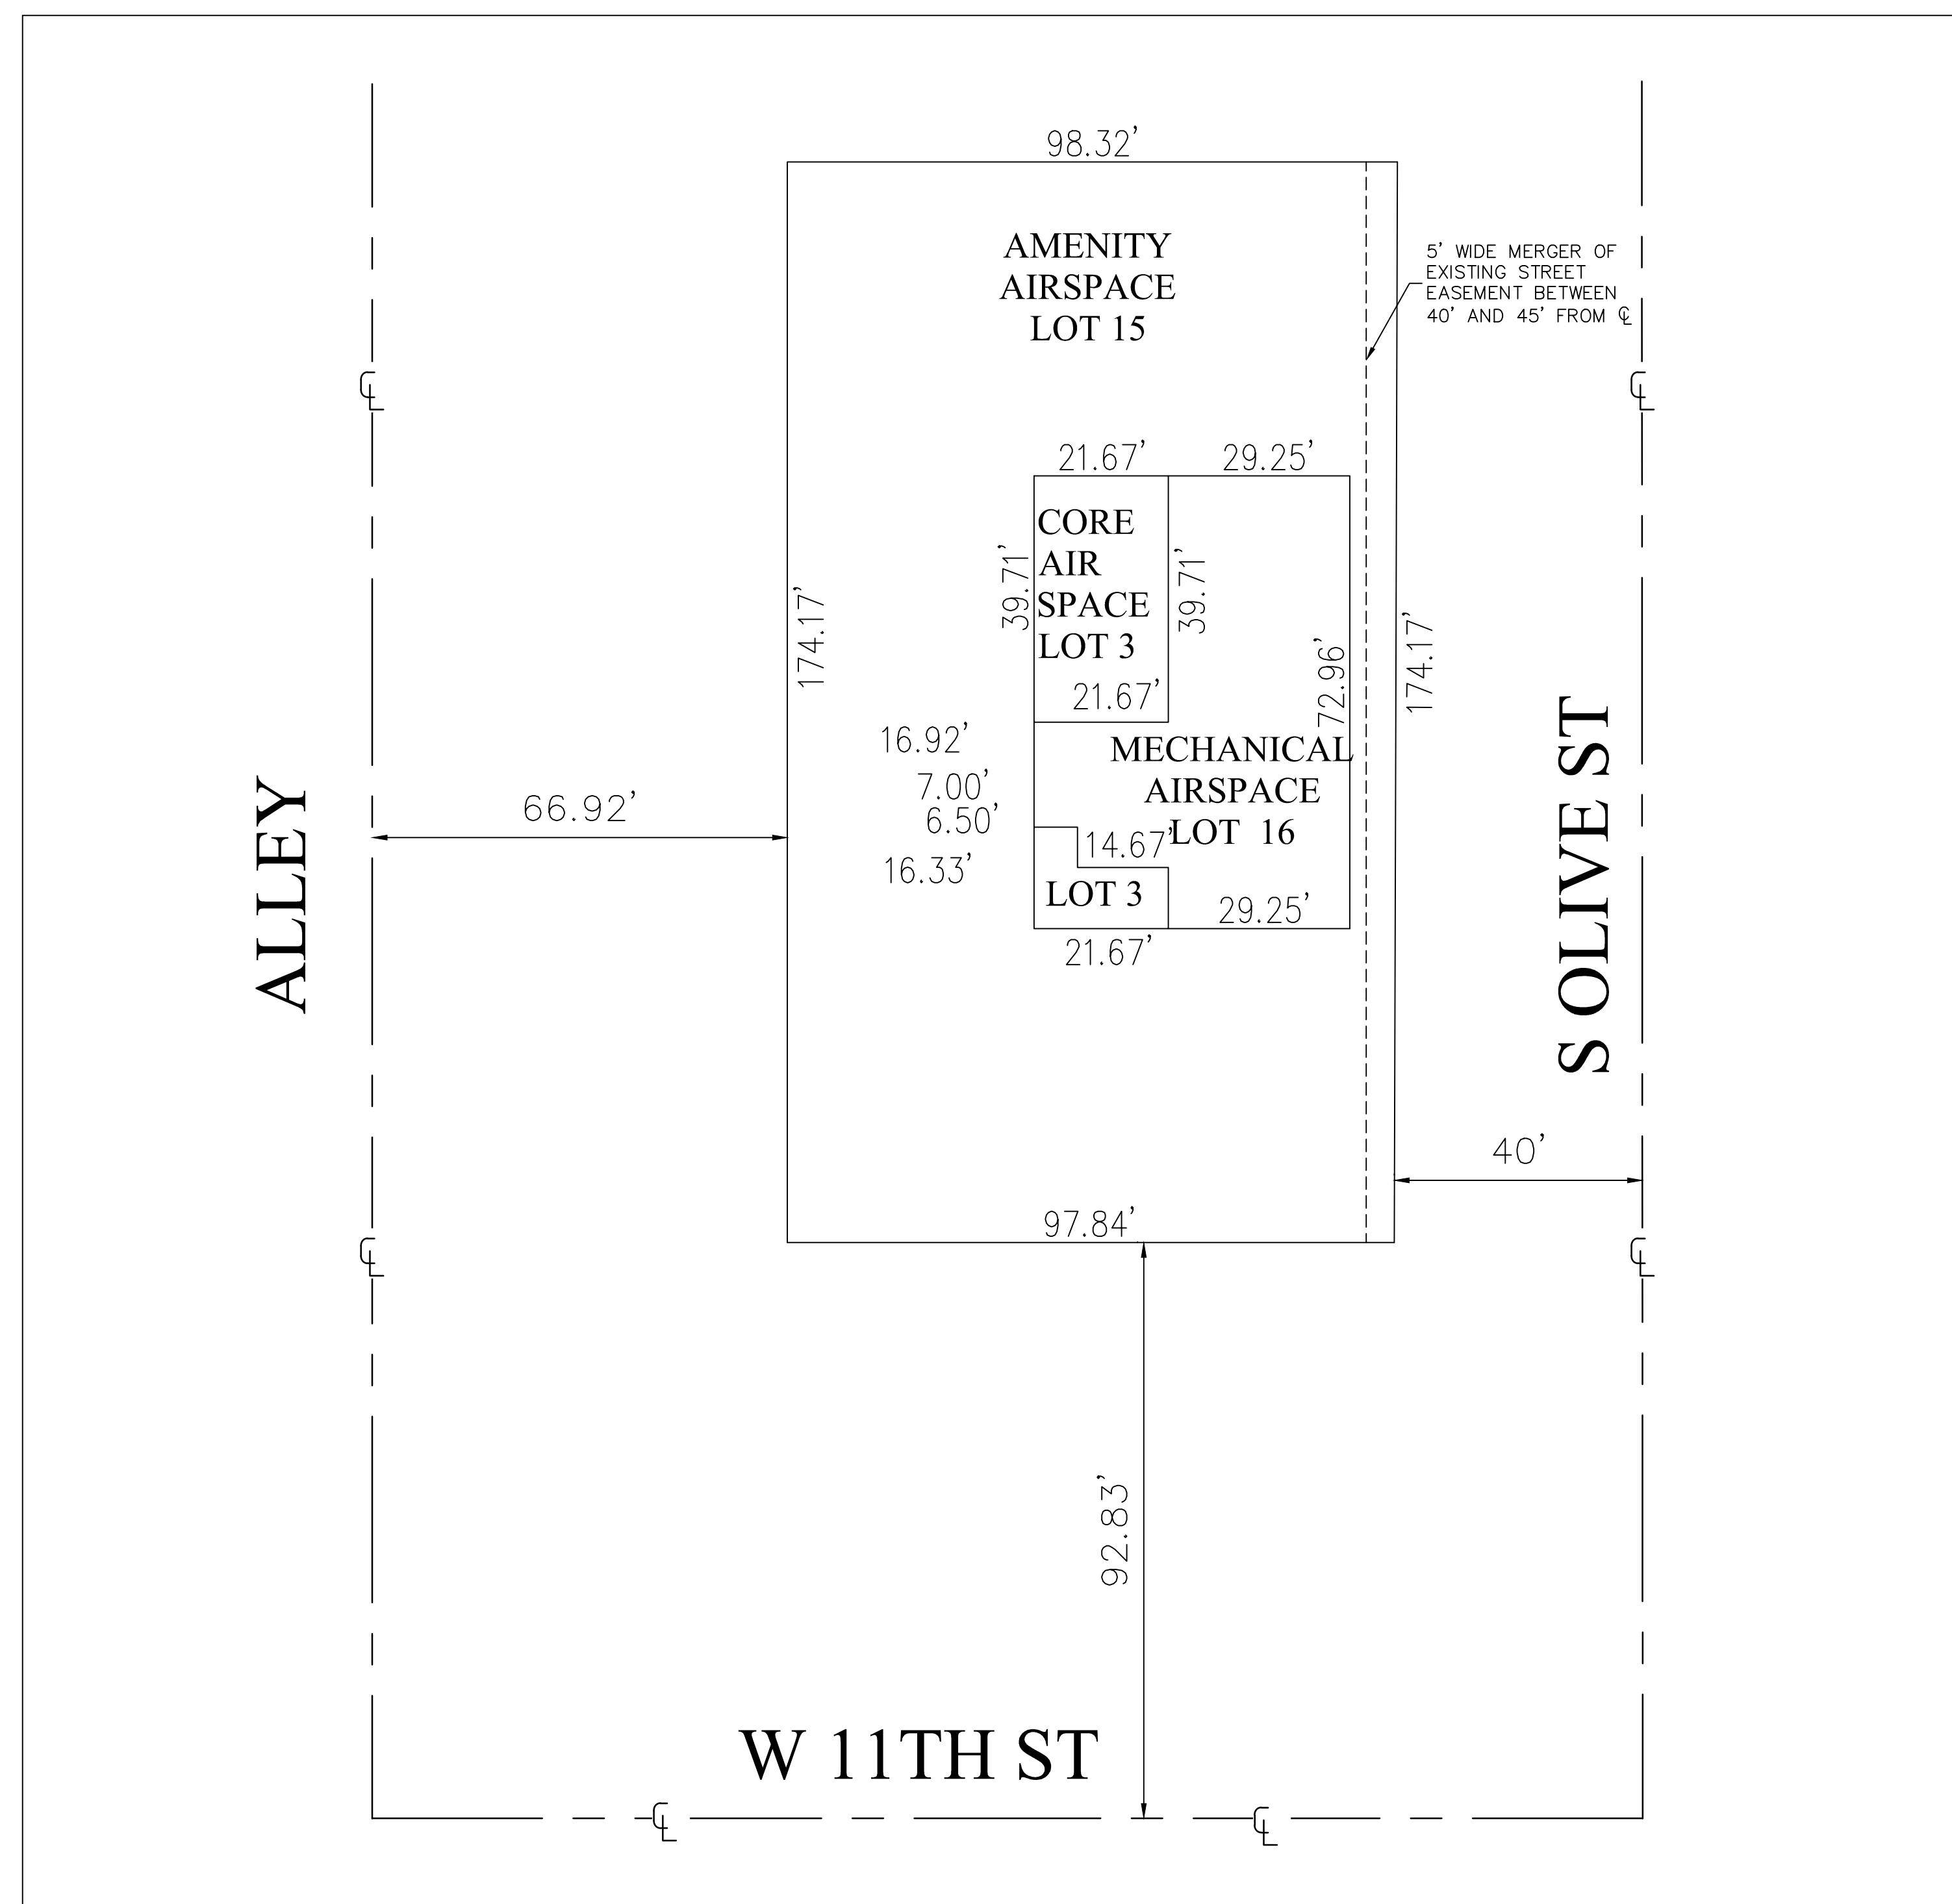 98.32'
AMENITY
AIRSPACE
LOT 15
5' WIDE MERGER OF
EXISTING STREET
EASEMENT BETWEEN
40' AND 45' FROM ℄
℄
℄
21.67'
29.25'
CORE
AIR
SPACE
LOT 3
39.71'
39.71'
174.17'
72.96'
174.17'
21.67'
16.92'
MECHANICAL
AIRSPACE
LOT 16
7.00'
6.50'
66.92'
14.67'
16.33'
LOT 3
29.25'
21.67'
ALLEY
S OLIVE ST
40'
97.84'
℄
℄
92.83'
W 11TH ST
℄
℄